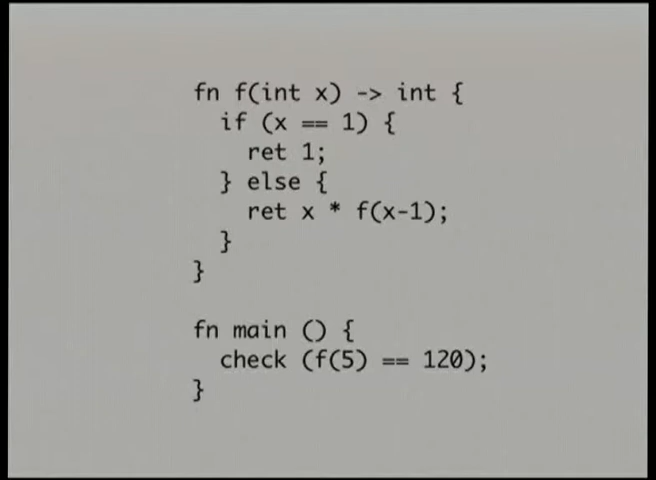 fn f(int x) -> int {
  if (x == 1) {
    ret 1;
  } else {
    ret x * f(x-1);
  }
}

fn main () {
  check (f(5) == 120);
}